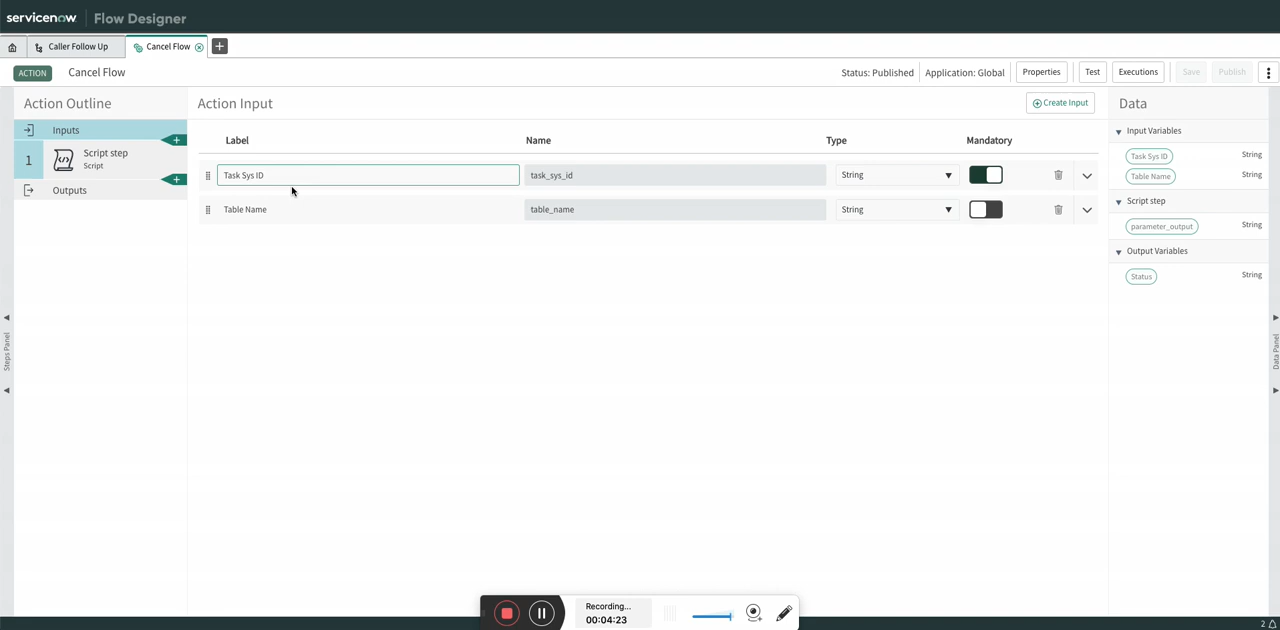 servicenow Flow Designer
Caller Follow Up Cancel Flow
ACTION Cancel Flow Status: Published Application: Global Properties Test Executions Save Publish
Action Outline Action Input Create Input Data
Inputs Label Name Type Mandatory Input Variables
1 Script step Task Sys ID task_sys_id String Task Sys ID String
Script Table Name String
Outputs Table Name table_name String Script step
parameter_output String
Output Variables
Status String
Steps Panel Data Panel
Recording...
00:04:23
2